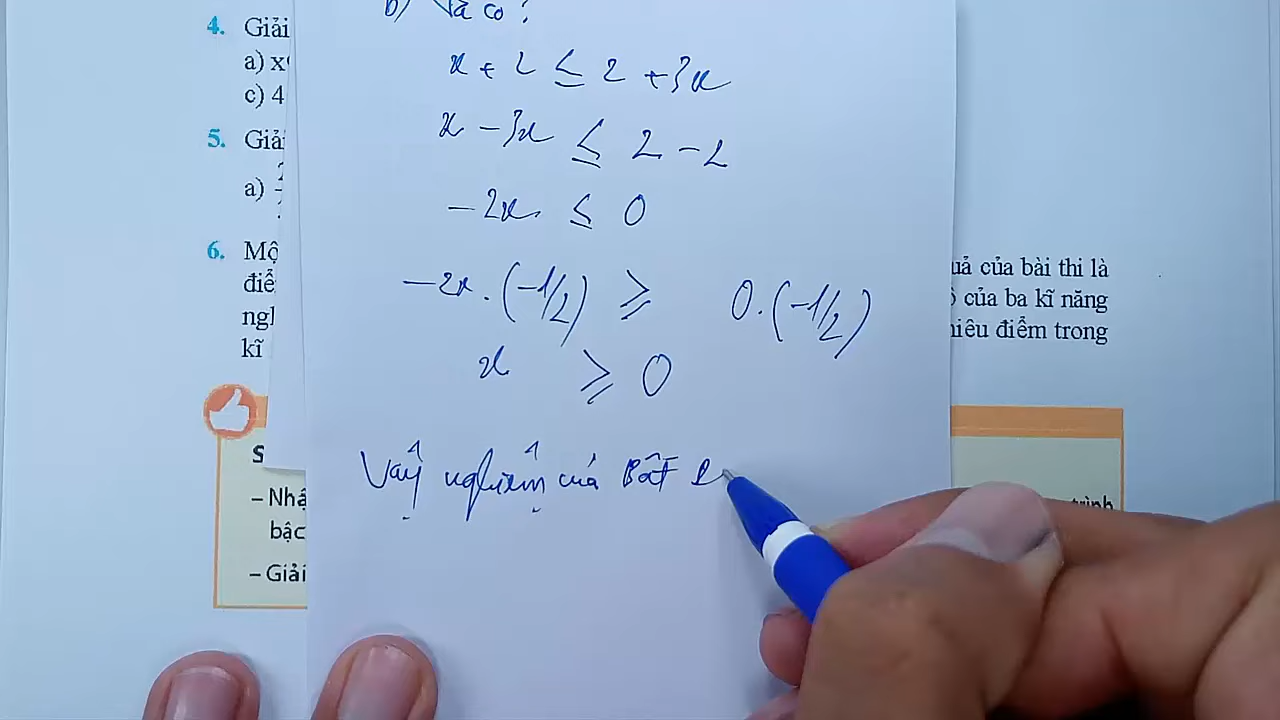 b) Ta có:
x + 2 ≤ 2 + 3x
x - 3x ≤ 2 - 2
-2x ≤ 0
-2x . (-1/2) ≥ 0. (-1/2)
x ≥ 0
Vậy nghiệm của Bất
4. Giải
a) x
c) 4
5. Giải
a)
6. Mộ
điể
ngh
kĩ
uả của bài thi là
ộ của ba kĩ năng
hiêu điểm trong
S
– Nhậ
bậc
– Giải
trình